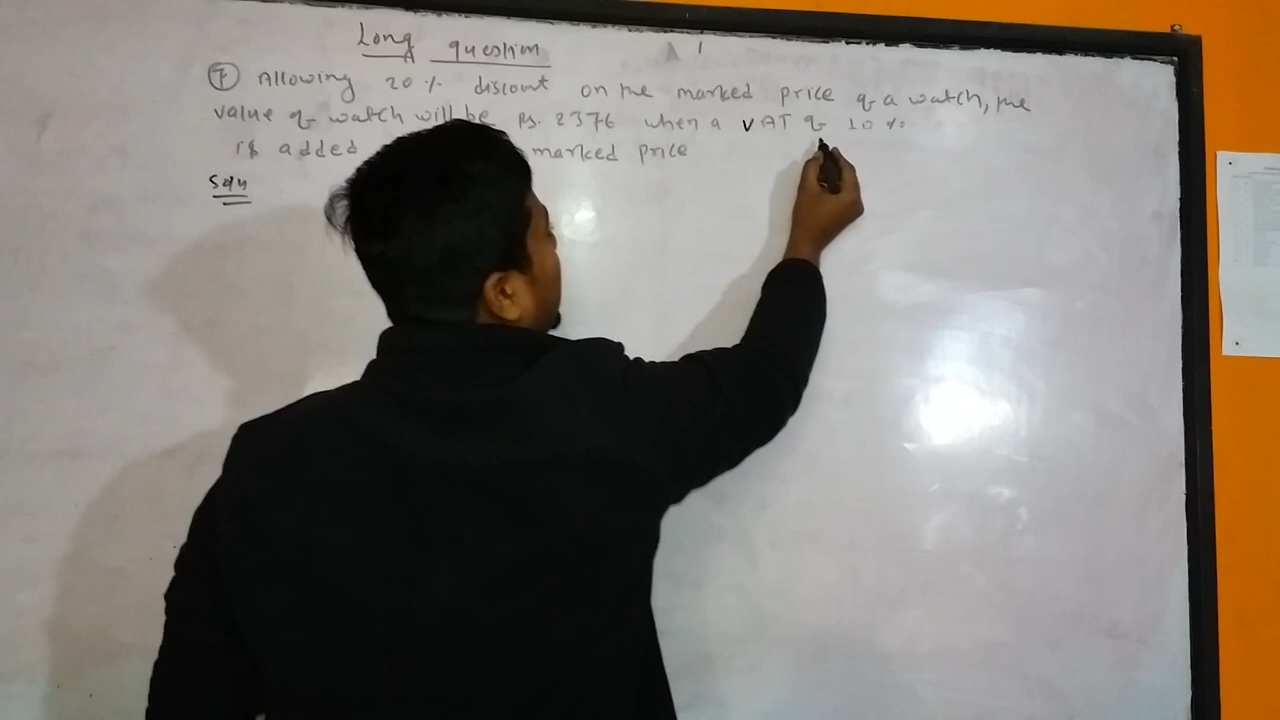 Long question
⑦ Allowing 20 % discount on the marked price of a watch, the
value of watch will be Rs. 2376 when a VAT of 10 %
is added marked price
Soln